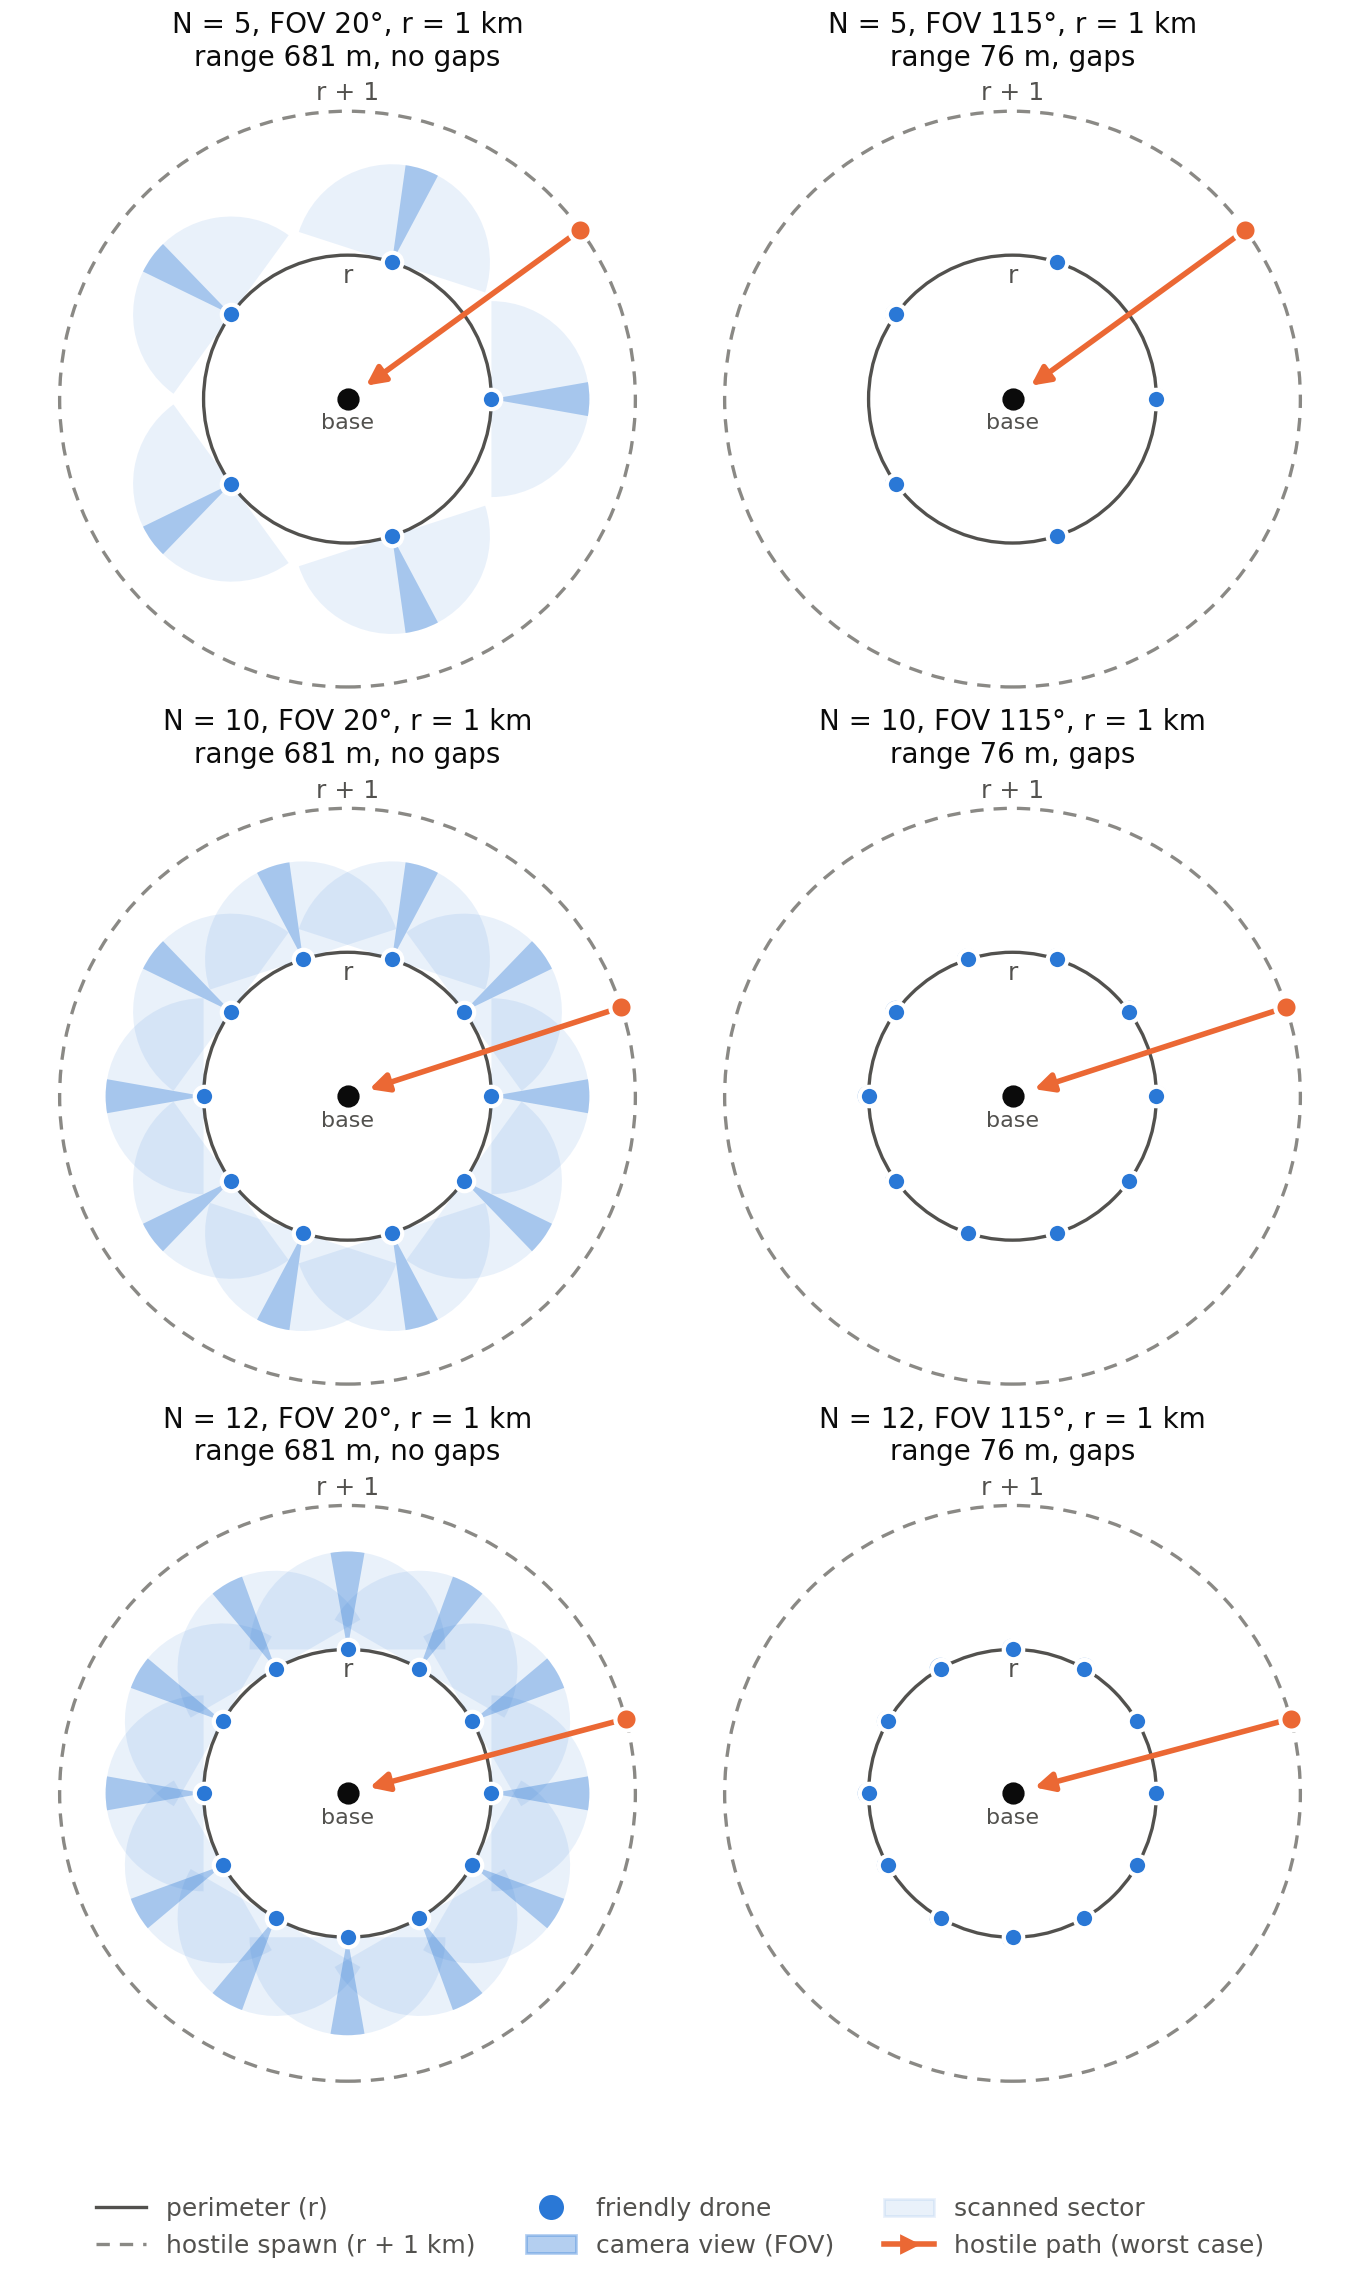 N = 5, FOV 20°, r = 1 km
range 681 m, no gaps
r + 1
r
base
N = 5, FOV 115°, r = 1 km
range 76 m, gaps
r + 1
r
base
N = 10, FOV 20°, r = 1 km
range 681 m, no gaps
r + 1
r
base
N = 10, FOV 115°, r = 1 km
range 76 m, gaps
r + 1
r
base
N = 12, FOV 20°, r = 1 km
range 681 m, no gaps
r + 1
r
base
N = 12, FOV 115°, r = 1 km
range 76 m, gaps
r + 1
r
base
perimeter (r)
hostile spawn (r + 1 km)
friendly drone
camera view (FOV)
scanned sector
hostile path (worst case)